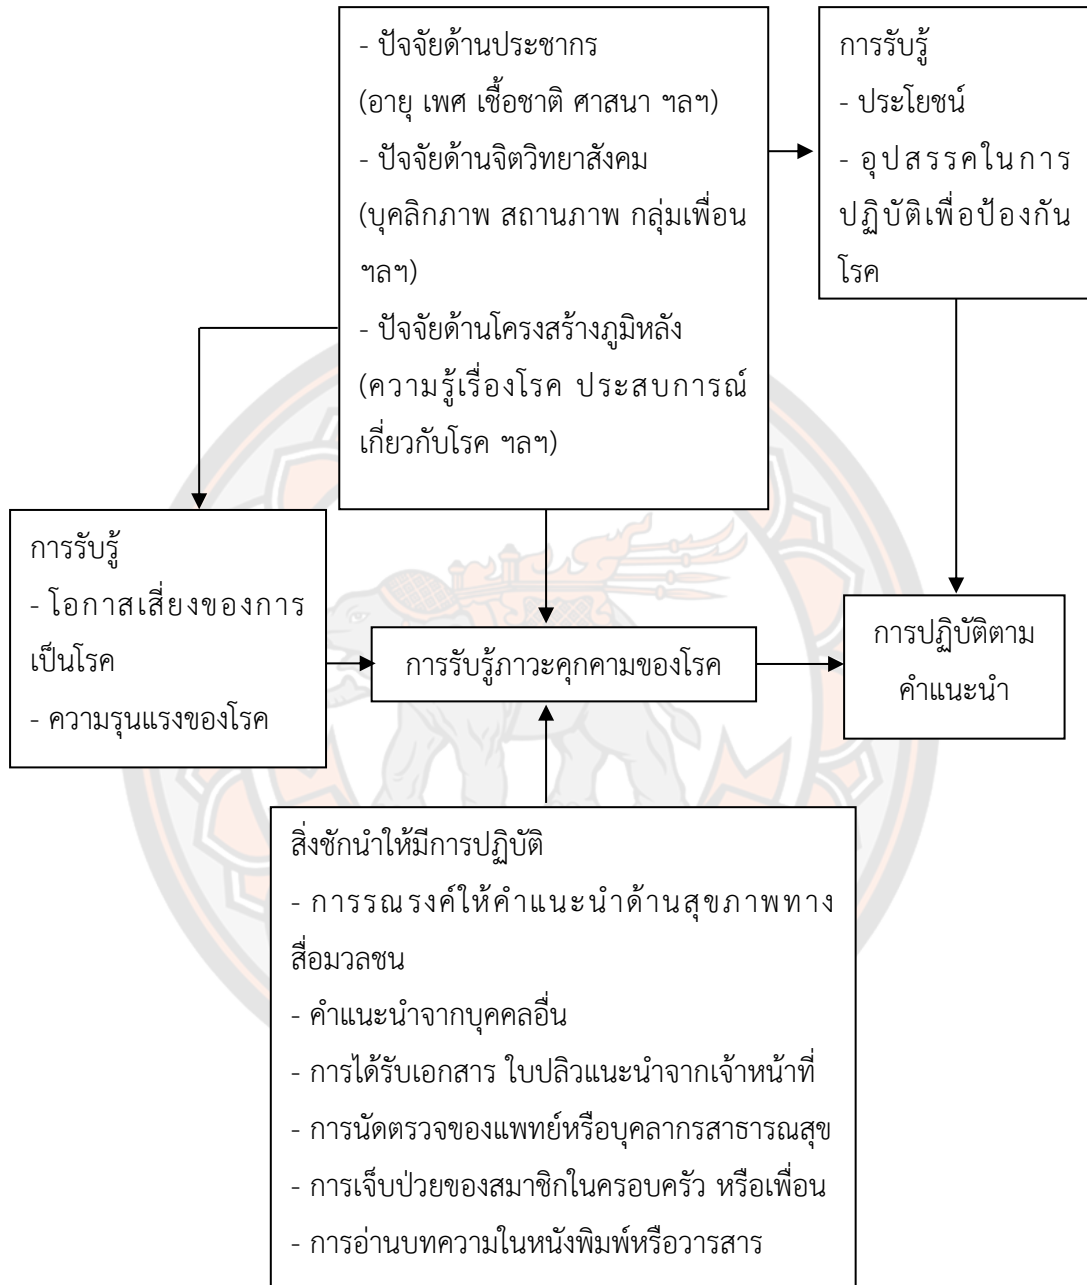 - ปัจจัยด้านประชากร
(อายุ เพศ เชื้อชาติ ศาสนา ฯลฯ)
- ปัจจัยด้านจิตวิทยาสังคม
(บุคลิกภาพ สถานภาพ กลุ่มเพื่อน
ฯลฯ)
- ปัจจัยด้านโครงสร้างภูมิหลัง
(ความรู้เรื่องโรค ประสบการณ์
เกี่ยวกับโรค ฯลฯ)
การรับรู้
- ประโยชน์
- อุปสรรคในการ
ปฏิบัติเพื่อป้องกัน
โรค
การรับรู้
- โอกาสเสี่ยงของการ
เป็นโรค
- ความรุนแรงของโรค
การรับรู้ภาวะคุกคามของโรค
การปฏิบัติตาม
คำแนะนำ
สิ่งชักนำให้มีการปฏิบัติ
- การรณรงค์ให้คำแนะนำด้านสุขภาพทาง
สื่อมวลชน
- คำแนะนำจากบุคคลอื่น
- การได้รับเอกสาร ใบปลิวแนะนำจากเจ้าหน้าที่
- การนัดตรวจของแพทย์หรือบุคลากรสาธารณสุข
- การเจ็บป่วยของสมาชิกในครอบครัว หรือเพื่อน
- การอ่านบทความในหนังพิมพ์หรือวารสาร